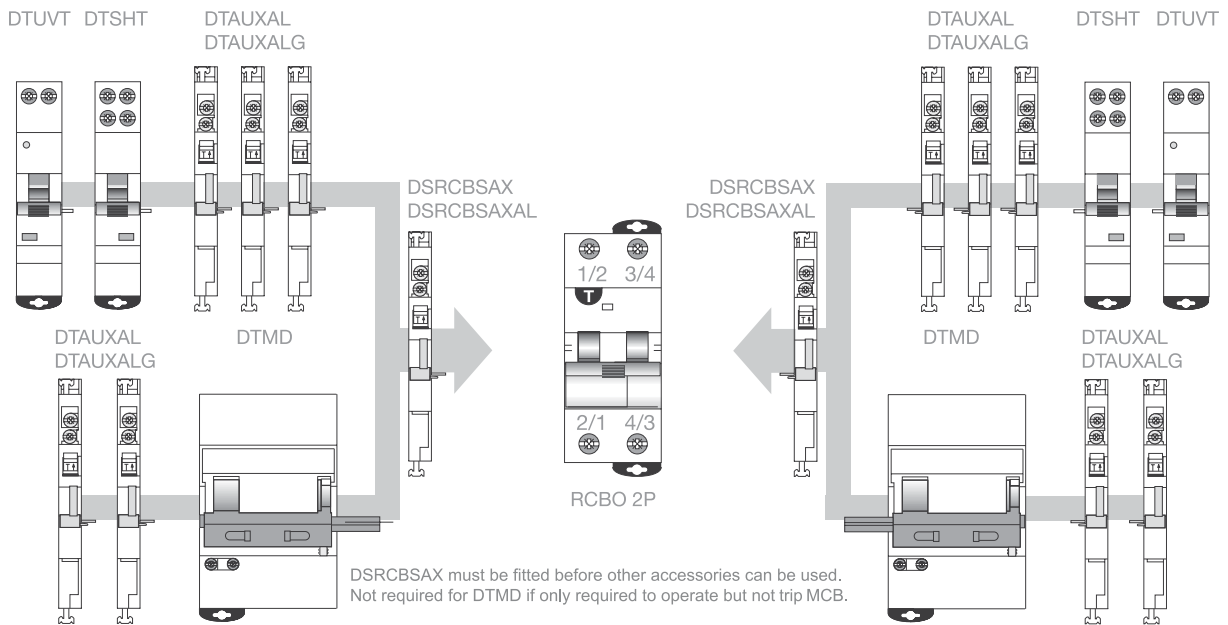 DTUVT DTSHT DTAUXAL
DTAUXALG
DTAUXAL DTSHT DTUVT
DTAUXALG
DSRCBSAX
DSRCBSAXAL
DSRCBSAX
DSRCBSAXAL
1/2 3/4
T
2/1 4/3
RCBO 2P
DTAUXAL
DTAUXALG
DTMD
DTMD
DTAUXAL
DTAUXALG
DSRCBSAX must be fitted before other accessories can be used.
Not required for DTMD if only required to operate but not trip MCB.